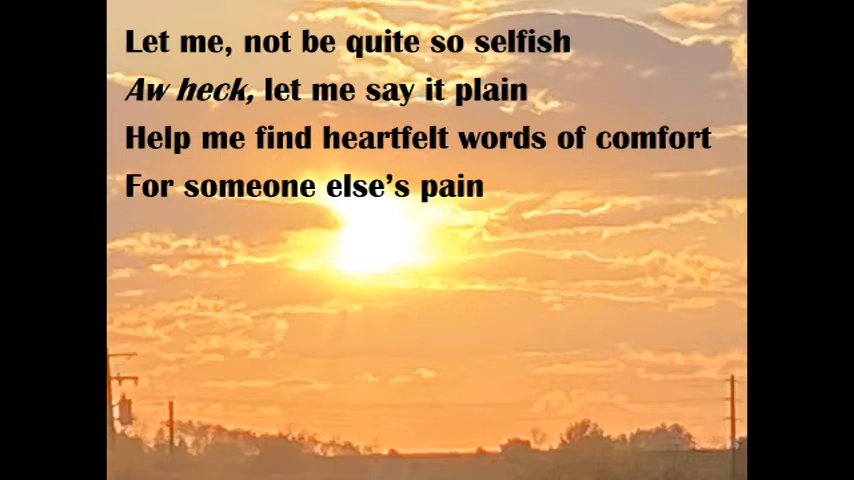 Let me, not be quite so selfish
Aw heck, let me say it plain
Help me find heartfelt words of comfort
For someone else’s pain